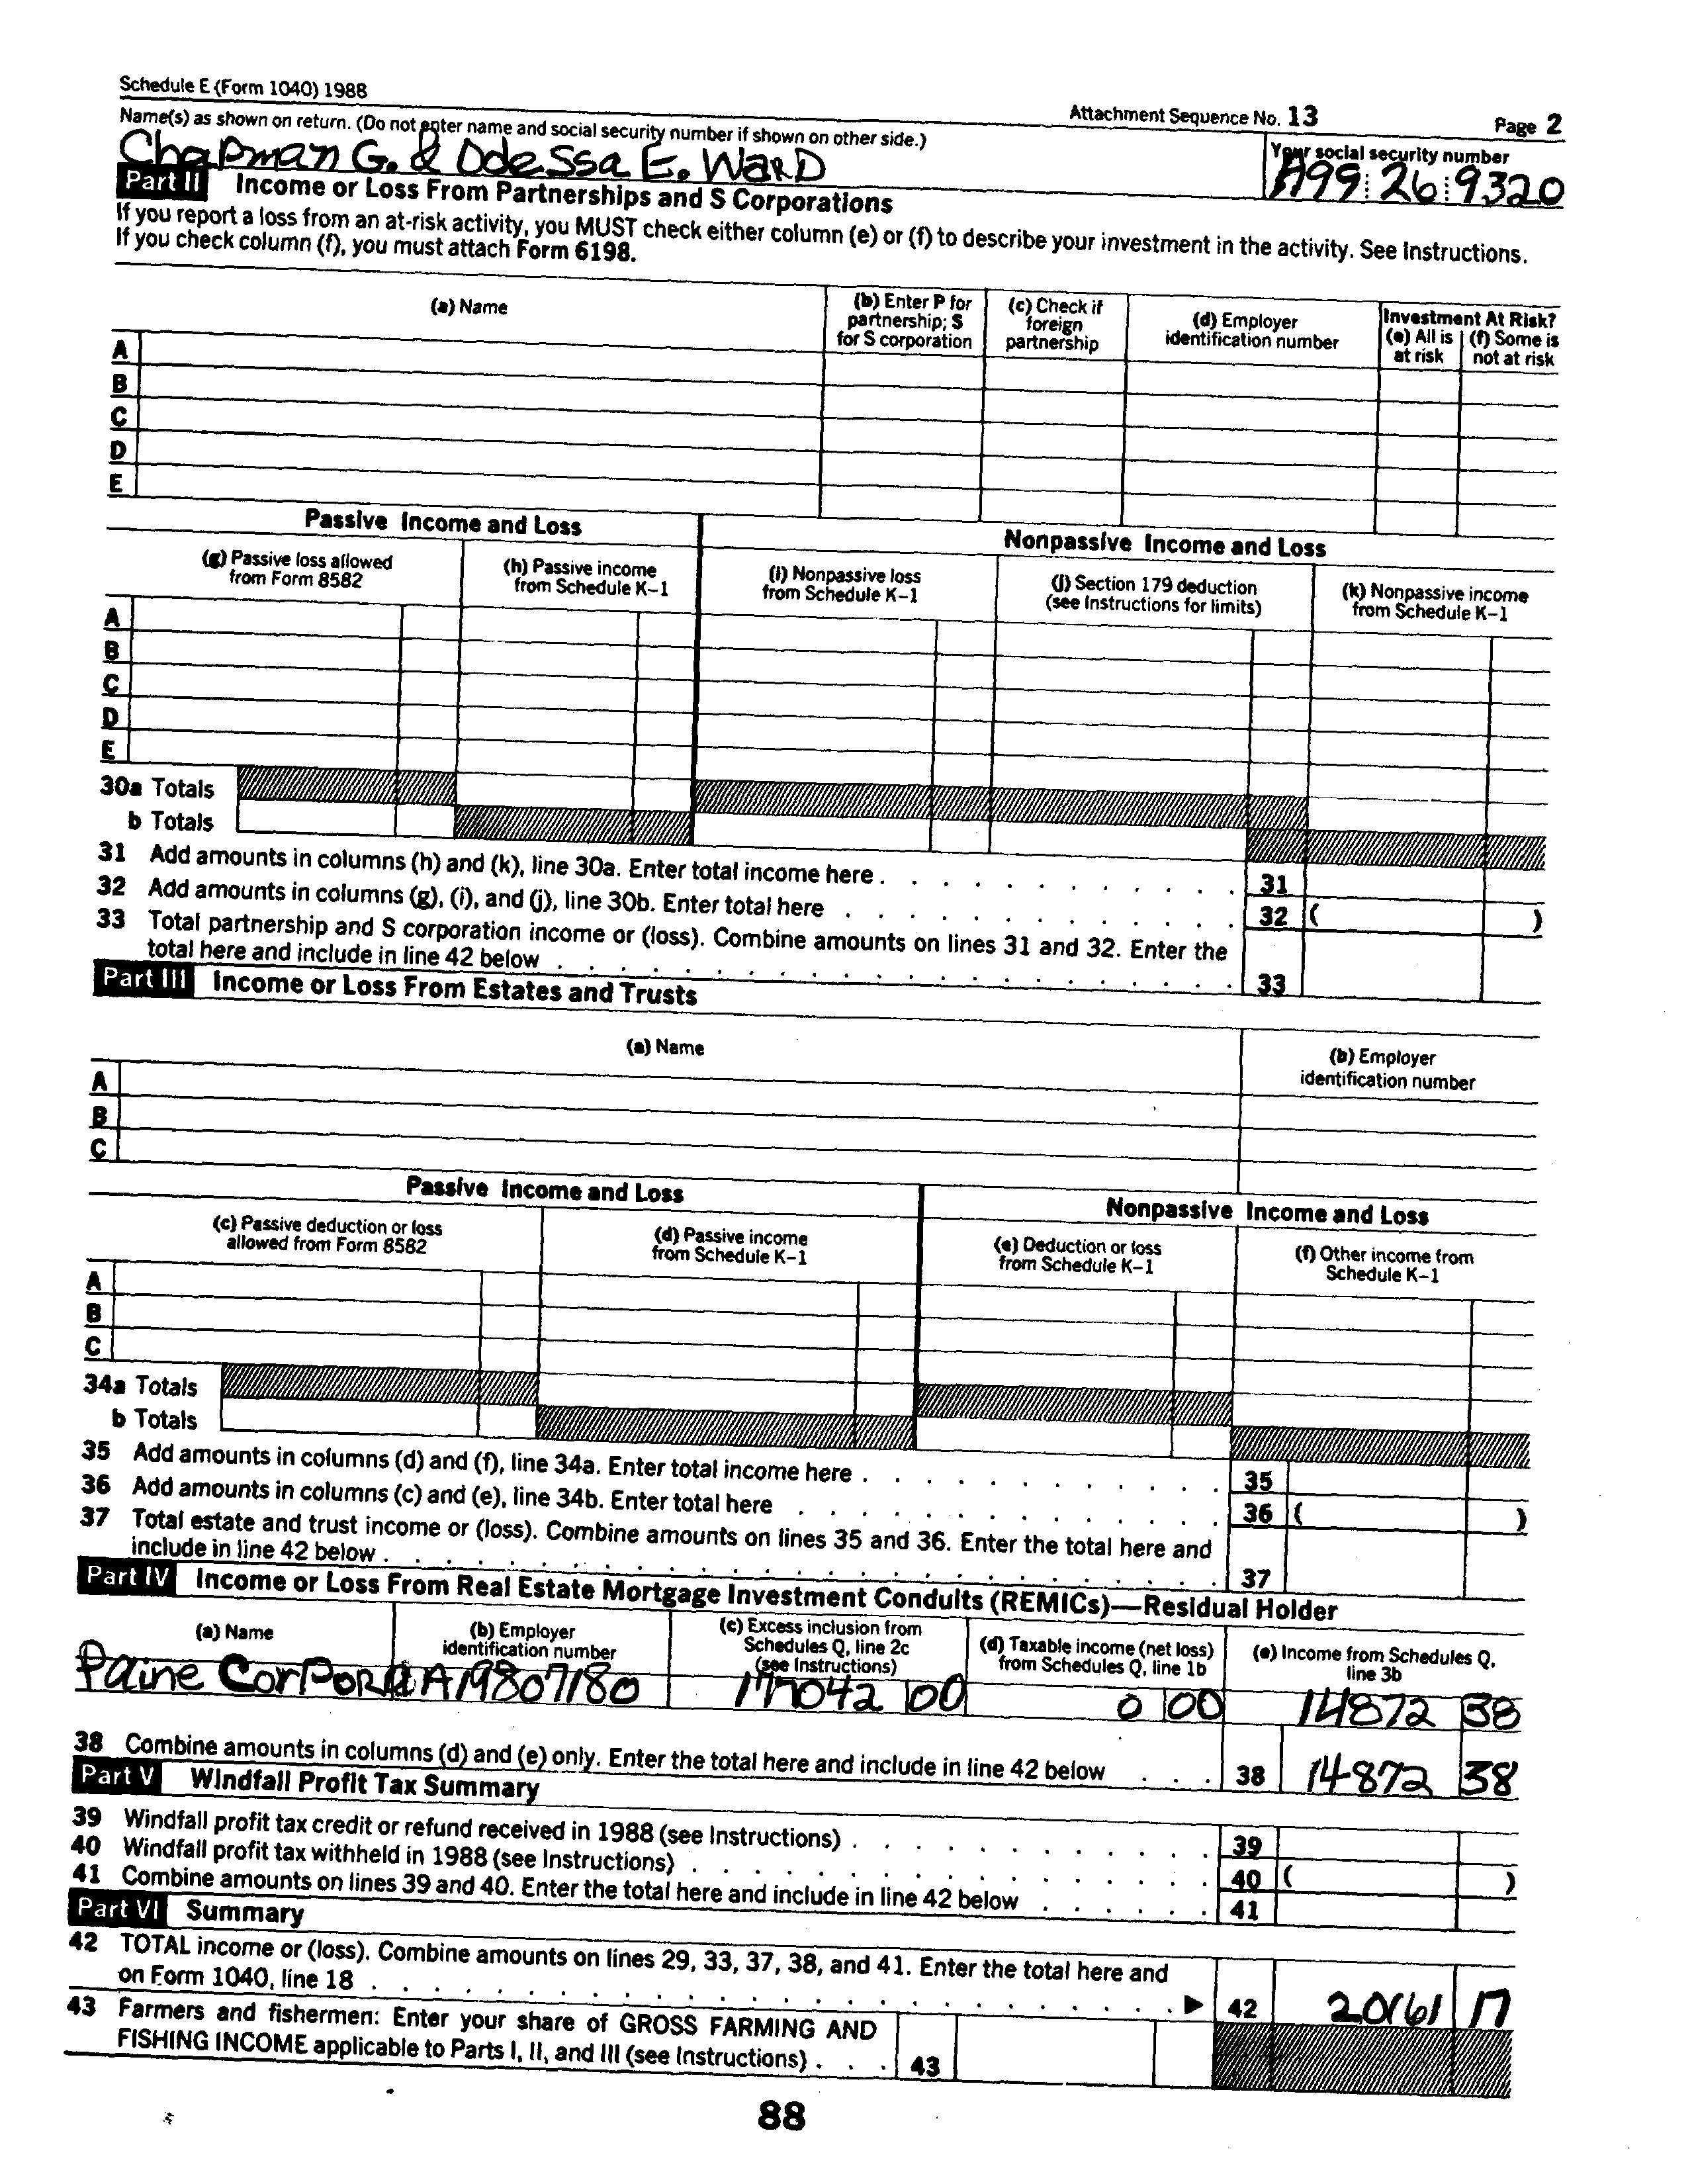 Schedule E (Form 1040) 1988
Attachment Sequence No. 13
Page 2
Name(s) as shown on return. (Do not enter name and social security number if shown on other side.)
Your social security number
Chapman G. & Odessa E. Ward
A99 26 9320
Part II Income or Loss From Partnerships and S Corporations
If you report a loss from an at-risk activity, you MUST check either column (e) or (f) to describe your investment in the activity. See Instructions.
If you check column (f), you must attach Form 6198.
(a) Name
(b) Enter P for partnership; S for S corporation
(c) Check if foreign partnership
(d) Employer identification number
Investment At Risk?
(e) All is at risk
(f) Some is not at risk
A
B
C
D
E
Passive Income and Loss
Nonpassive Income and Loss
(g) Passive loss allowed from Form 8582
(h) Passive income from Schedule K–1
(i) Nonpassive loss from Schedule K–1
(j) Section 179 deduction (see Instructions for limits)
(k) Nonpassive income from Schedule K–1
A
B
C
D
E
30a Totals
b Totals
31 Add amounts in columns (h) and (k), line 30a. Enter total income here . . . 31
32 Add amounts in columns (g), (i), and (j), line 30b. Enter total here . . . 32 ( )
33 Total partnership and S corporation income or (loss). Combine amounts on lines 31 and 32. Enter the
total here and include in line 42 below . . . 33
Part III Income or Loss From Estates and Trusts
(a) Name
(b) Employer identification number
A
B
C
Passive Income and Loss
Nonpassive Income and Loss
(c) Passive deduction or loss allowed from Form 8582
(d) Passive income from Schedule K–1
(e) Deduction or loss from Schedule K–1
(f) Other income from Schedule K–1
A
B
C
34a Totals
b Totals
35 Add amounts in columns (d) and (f), line 34a. Enter total income here . . . 35
36 Add amounts in columns (c) and (e), line 34b. Enter total here . . . 36 ( )
37 Total estate and trust income or (loss). Combine amounts on lines 35 and 36. Enter the total here and
include in line 42 below . . . 37
Part IV Income or Loss From Real Estate Mortgage Investment Conduits (REMICs)—Residual Holder
(a) Name
(b) Employer identification number
(c) Excess inclusion from Schedules Q, line 2c (see Instructions)
(d) Taxable income (net loss) from Schedules Q, line 1b
(e) Income from Schedules Q, line 3b
Paine Corpora A19807180 177042 00 0 00 14872 38
38 Combine amounts in columns (d) and (e) only. Enter the total here and include in line 42 below . . . 38 14872 38
Part V Windfall Profit Tax Summary
39 Windfall profit tax credit or refund received in 1988 (see Instructions) . . . 39
40 Windfall profit tax withheld in 1988 (see Instructions) . . . 40 ( )
41 Combine amounts on lines 39 and 40. Enter the total here and include in line 42 below . . . 41
Part VI Summary
42 TOTAL income or (loss). Combine amounts on lines 29, 33, 37, 38, and 41. Enter the total here and
on Form 1040, line 18 . . . ▶ 42 20161 17
43 Farmers and fishermen: Enter your share of GROSS FARMING AND
FISHING INCOME applicable to Parts I, II, and III (see Instructions) . . . 43
88